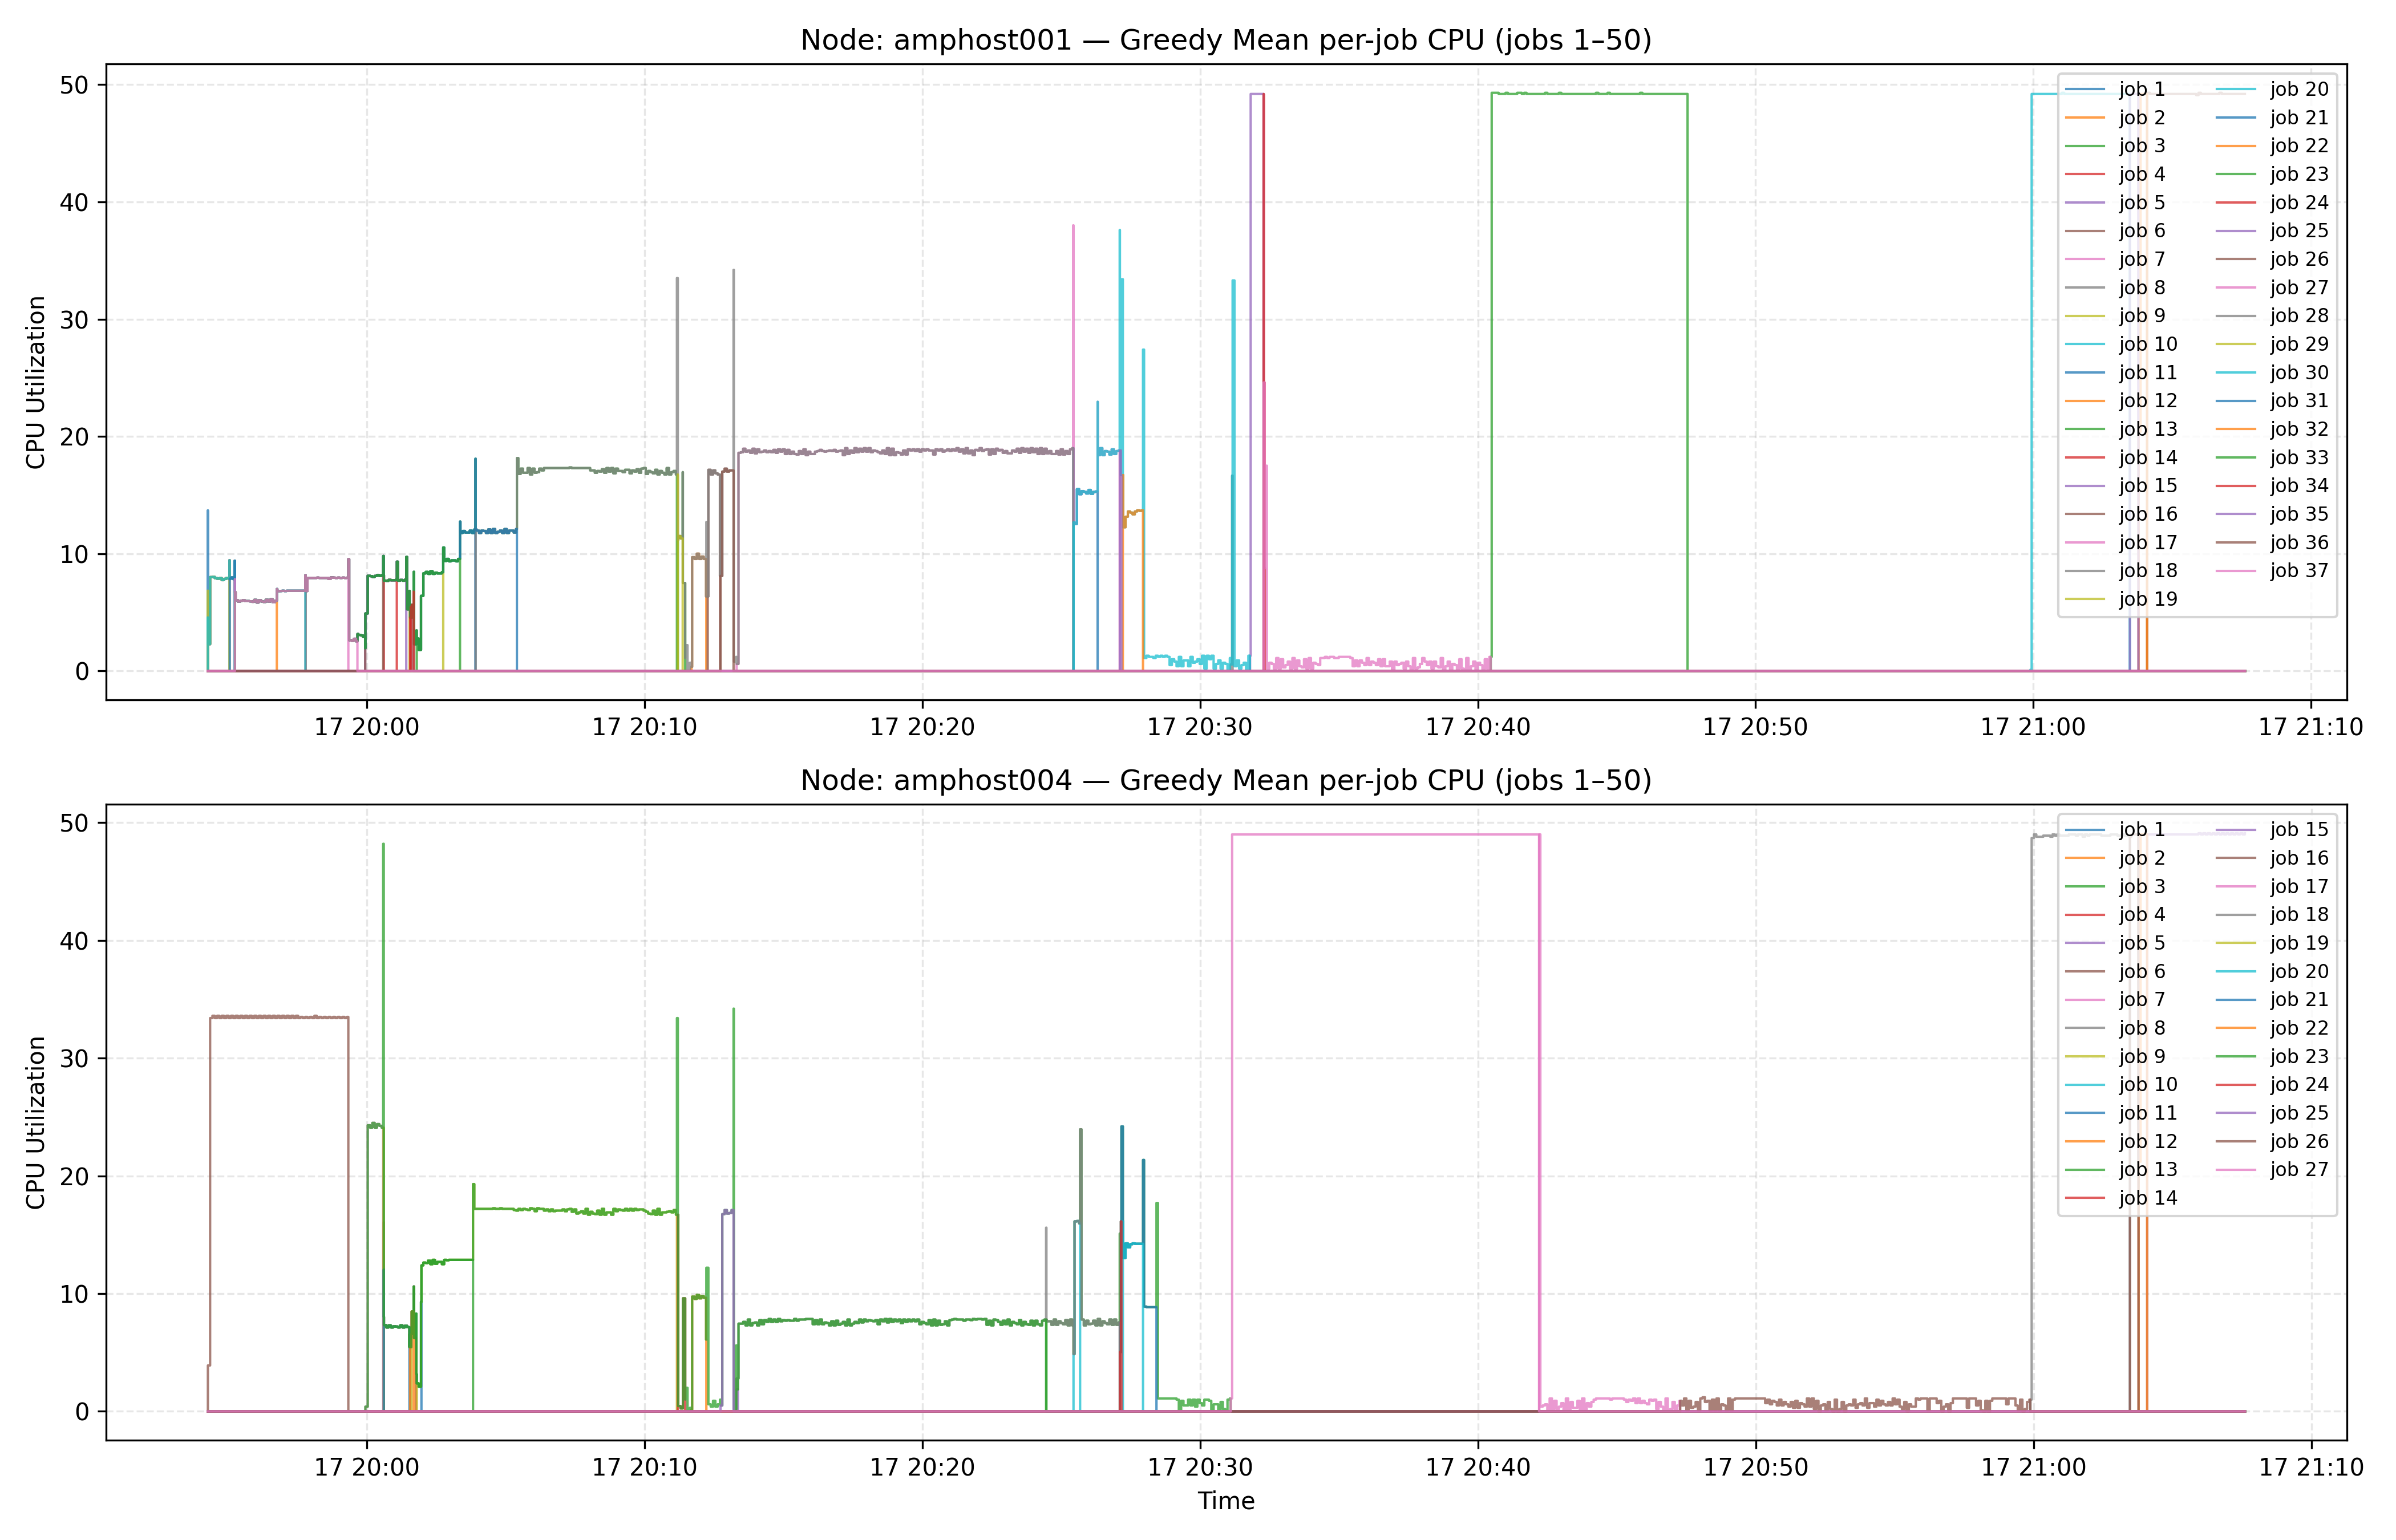 Node: amphost001 — Greedy Mean per-job CPU (jobs 1–50)
CPU Utilization
50
40
30
20
10
0
job 1
job 2
job 3
job 4
job 5
job 6
job 7
job 8
job 9
job 10
job 11
job 12
job 13
job 14
job 15
job 16
job 17
job 18
job 19
job 20
job 21
job 22
job 23
job 24
job 25
job 26
job 27
job 28
job 29
job 30
job 31
job 32
job 33
job 34
job 35
job 36
job 37
17 20:00
17 20:10
17 20:20
17 20:30
17 20:40
17 20:50
17 21:00
17 21:10
Node: amphost004 — Greedy Mean per-job CPU (jobs 1–50)
CPU Utilization
50
40
30
20
10
0
job 1
job 2
job 3
job 4
job 5
job 6
job 7
job 8
job 9
job 10
job 11
job 12
job 13
job 14
job 15
job 16
job 17
job 18
job 19
job 20
job 21
job 22
job 23
job 24
job 25
job 26
job 27
17 20:00
17 20:10
17 20:20
17 20:30
17 20:40
17 20:50
17 21:00
17 21:10
Time